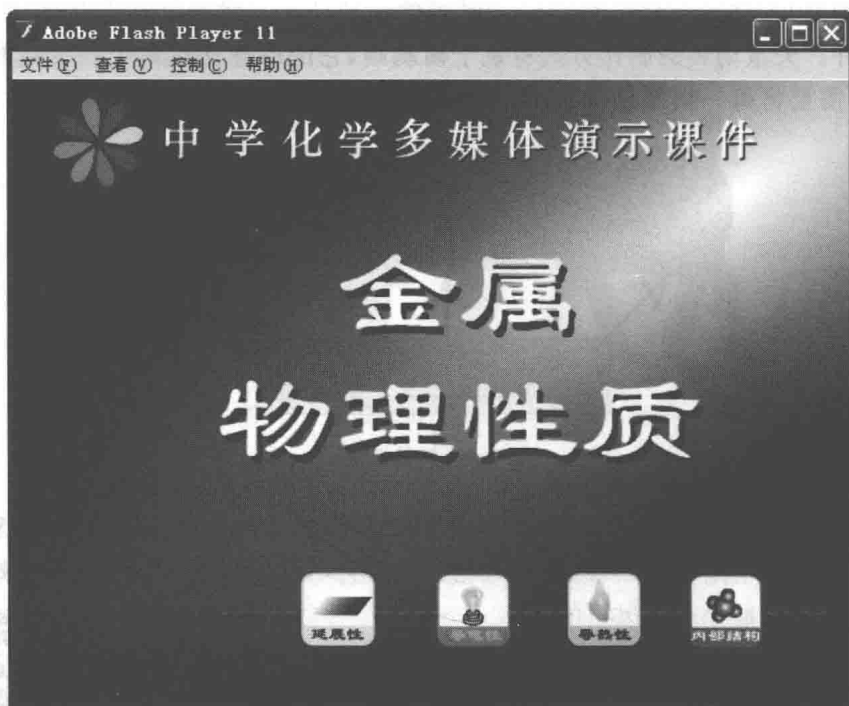 Adobe Flash Player 11
文件(F) 查看(V) 控制(C) 帮助(H)
中学化学多媒体演示课件
金属
物理性质
延展性 导电性 导热性 内部结构